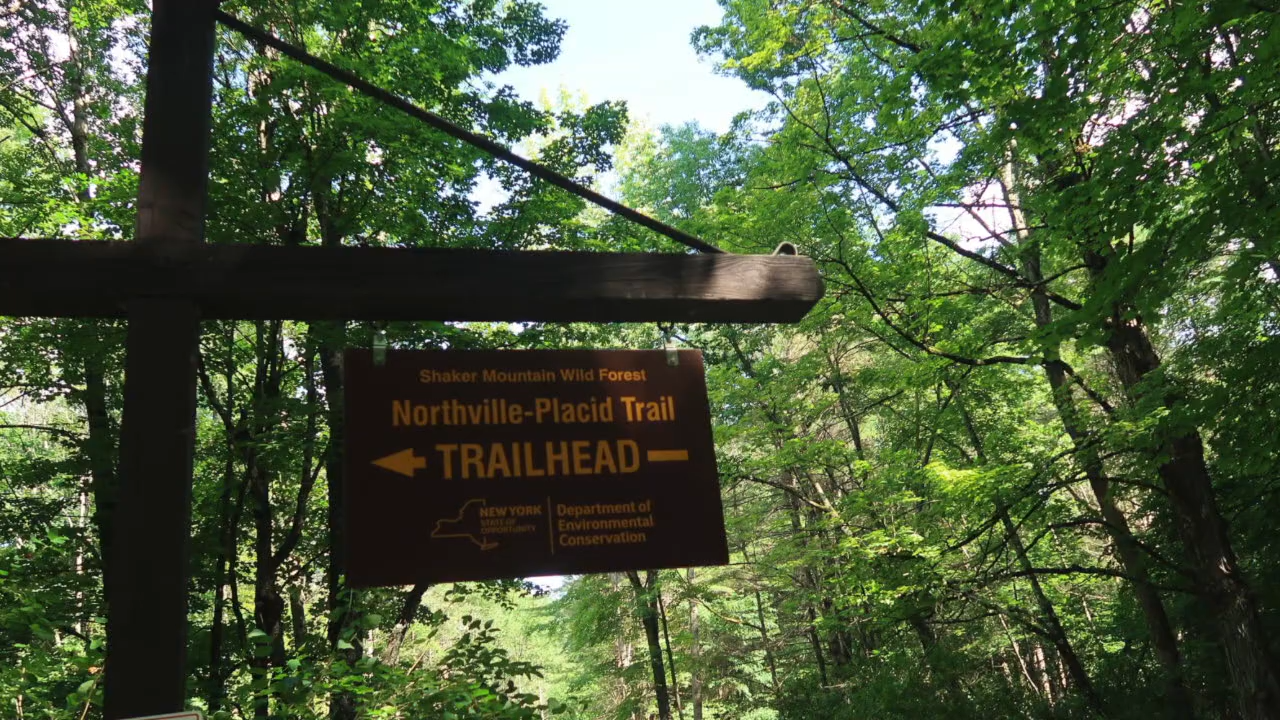 Shaker Mountain Wild Forest
Northville-Placid Trail
TRAILHEAD
NEW YORK
STATE OF
OPPORTUNITY
Department of
Environmental
Conservation